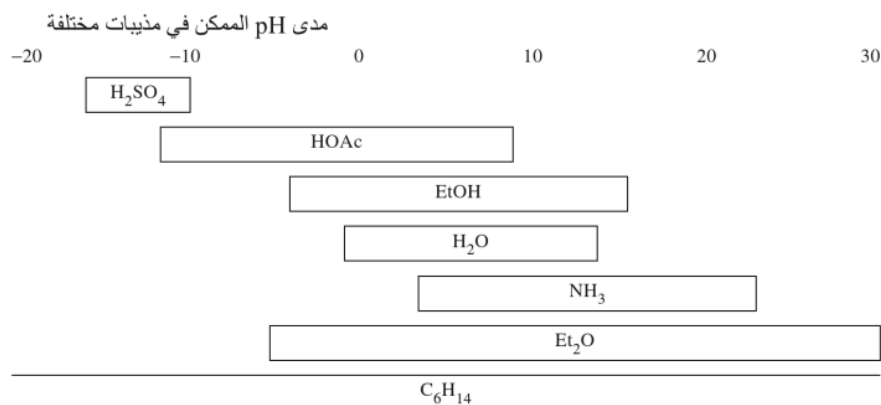 مدى pH الممكن في مذيبات مختلفة
−20 −10 0 10 20 30
H₂SO₄
HOAc
EtOH
H₂O
NH₃
Et₂O
C₆H₁₄